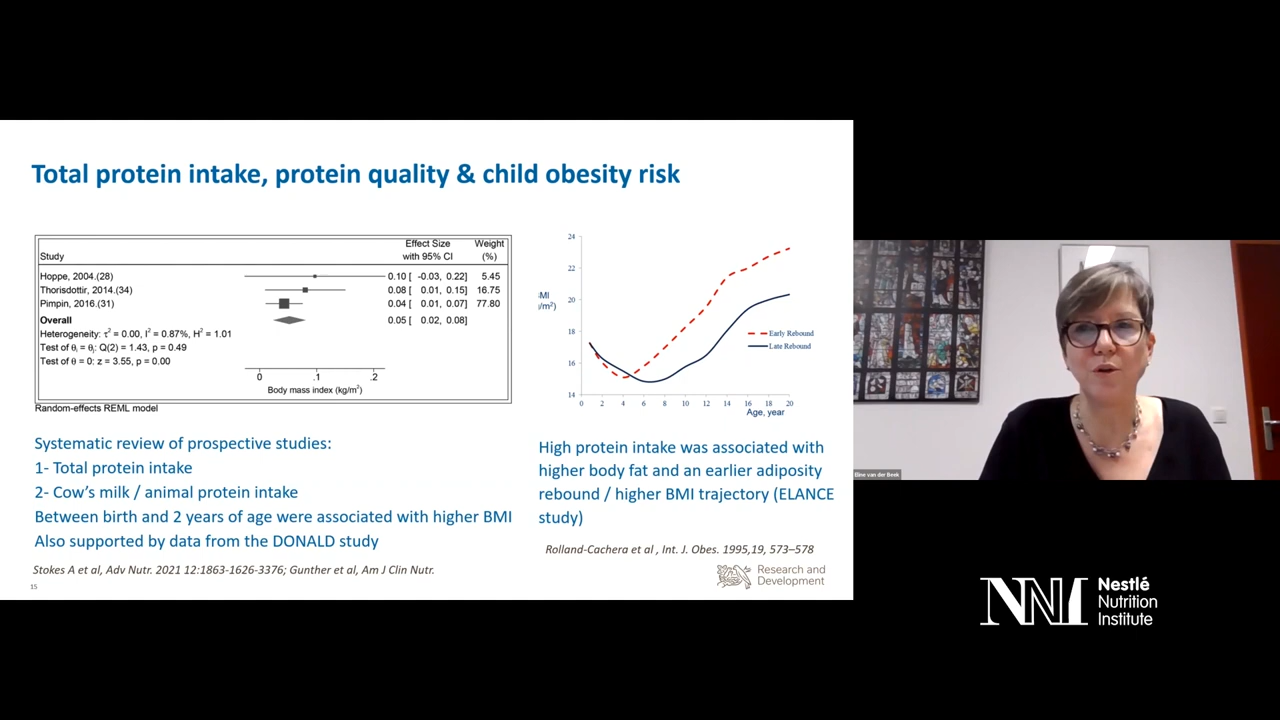 Total protein intake, protein quality & child obesity risk
Effect Size Weight
Study with 95% CI (%)
Hoppe, 2004.(28) 0.10 [ -0.03, 0.22] 5.45
Thorisdottir, 2014.(34) 0.08 [ 0.01, 0.15] 16.75
Pimpin, 2016.(31) 0.04 [ 0.01, 0.07] 77.80
Overall 0.05 [ 0.02, 0.08]
Heterogeneity: τ² = 0.00, I² = 0.87%, H² = 1.01
Test of θᵢ = θⱼ: Q(2) = 1.43, p = 0.49
Test of θ = 0: z = 3.55, p = 0.00
0 .1 .2
Body mass index (kg/m²)
Random-effects REML model
24
22
20
18
16
14
MI
/m²)
Early Rebound
Late Rebound
0 2 4 6 8 10 12 14 16 18 20
Age, year
Systematic review of prospective studies:
1- Total protein intake
2- Cow’s milk / animal protein intake
Between birth and 2 years of age were associated with higher BMI
Also supported by data from the DONALD study
Stokes A et al, Adv Nutr. 2021 12:1863-1626-3376; Gunther et al, Am J Clin Nutr.
15
High protein intake was associated with
higher body fat and an earlier adiposity
rebound / higher BMI trajectory (ELANCE
study)
Rolland-Cachera et al , Int. J. Obes. 1995,19, 573–578
Research and
Development
Eline van der Beek
NNI
Nestlé
Nutrition
Institute